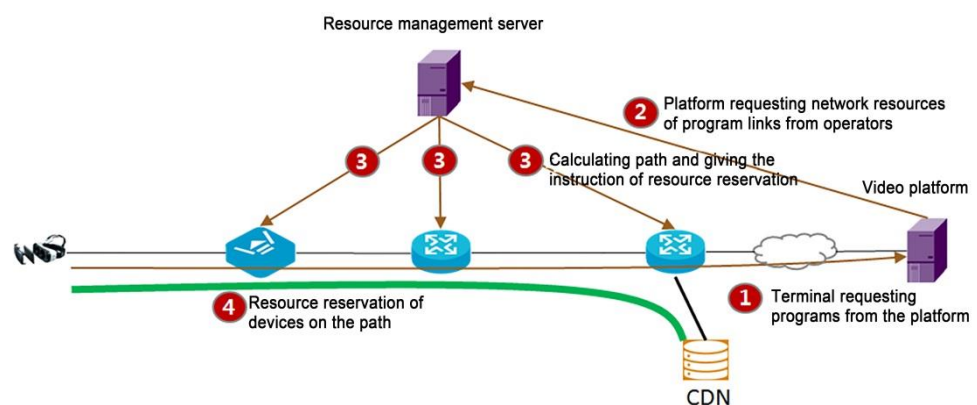 Resource management server
2
Platform requesting network resources
of program links from operators
3
3
3
Calculating path and giving the
instruction of resource reservation
Video platform
4
Resource reservation of
devices on the path
1
Terminal requesting
programs from the platform
CDN